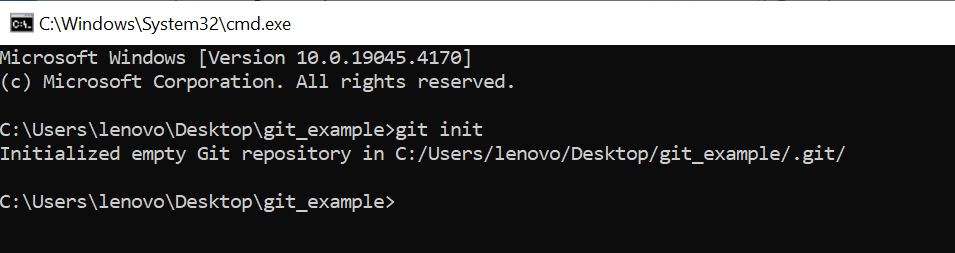 C:\Windows\System32\cmd.exe
Microsoft Windows [Version 10.0.19045.4170]
(c) Microsoft Corporation. All rights reserved.
C:\Users\lenovo\Desktop\git_example>git init
Initialized empty Git repository in C:/Users/lenovo/Desktop/git_example/.git/
C:\Users\lenovo\Desktop\git_example>